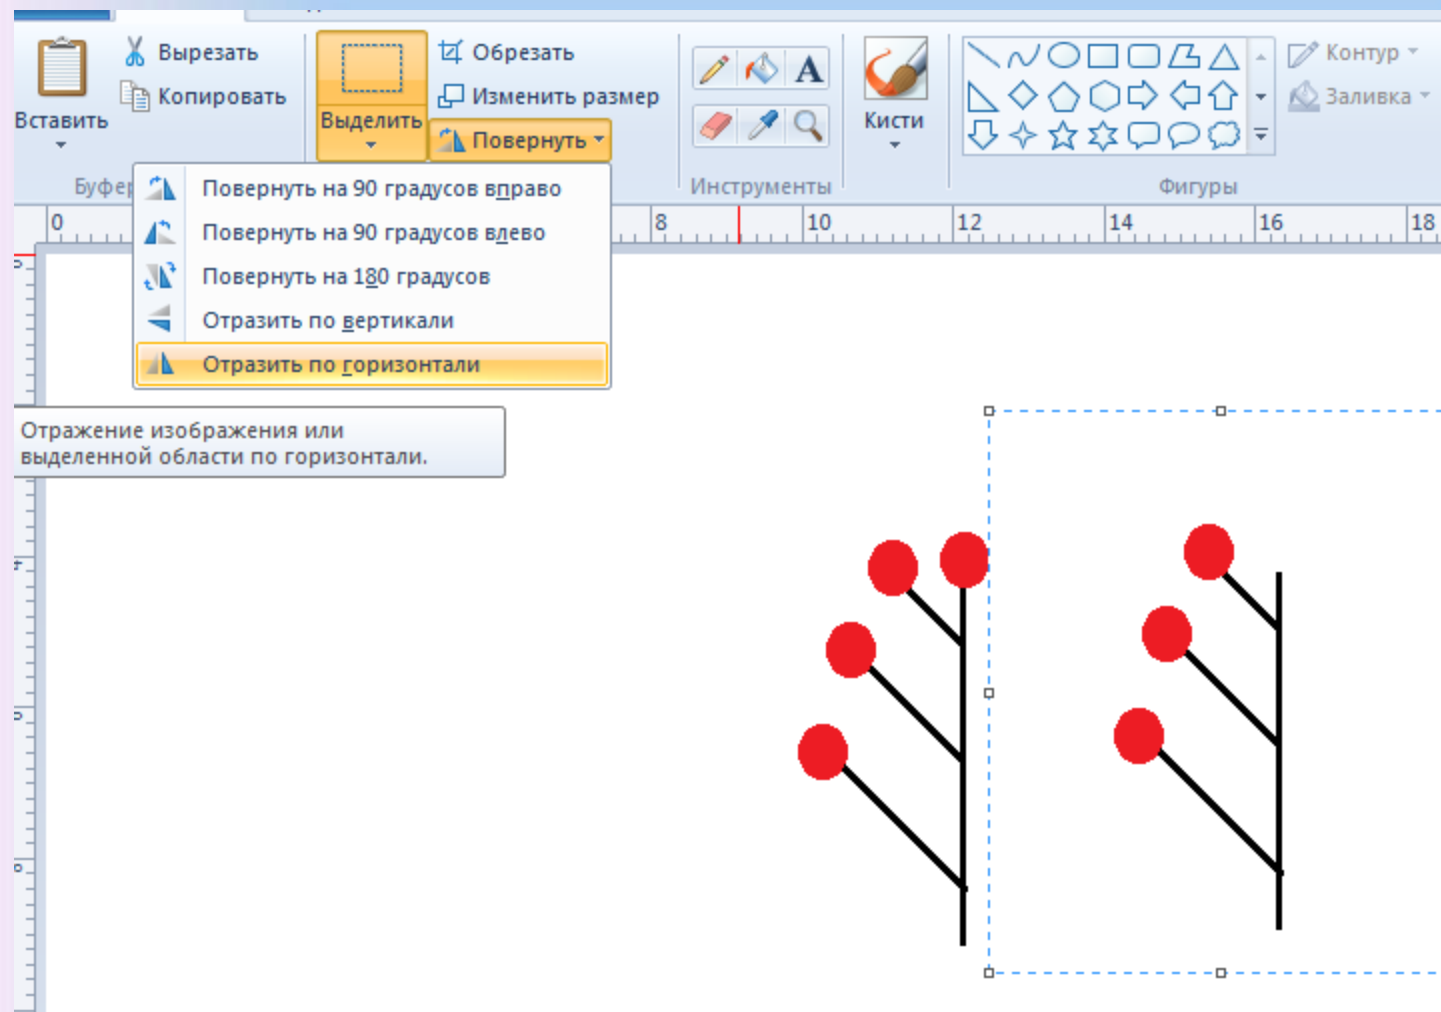 Вставить
Вырезать
Копировать
Выделить
Обрезать
Изменить размер
Повернуть
А
Кисти
Контур
Заливка
Буфер
Инструменты
Фигуры
Повернуть на 90 градусов вправо
Повернуть на 90 градусов влево
Повернуть на 180 градусов
Отразить по вертикали
Отразить по горизонтали
Отражение изображения или
выделенной области по горизонтали.
0
8
10
12
14
16
18